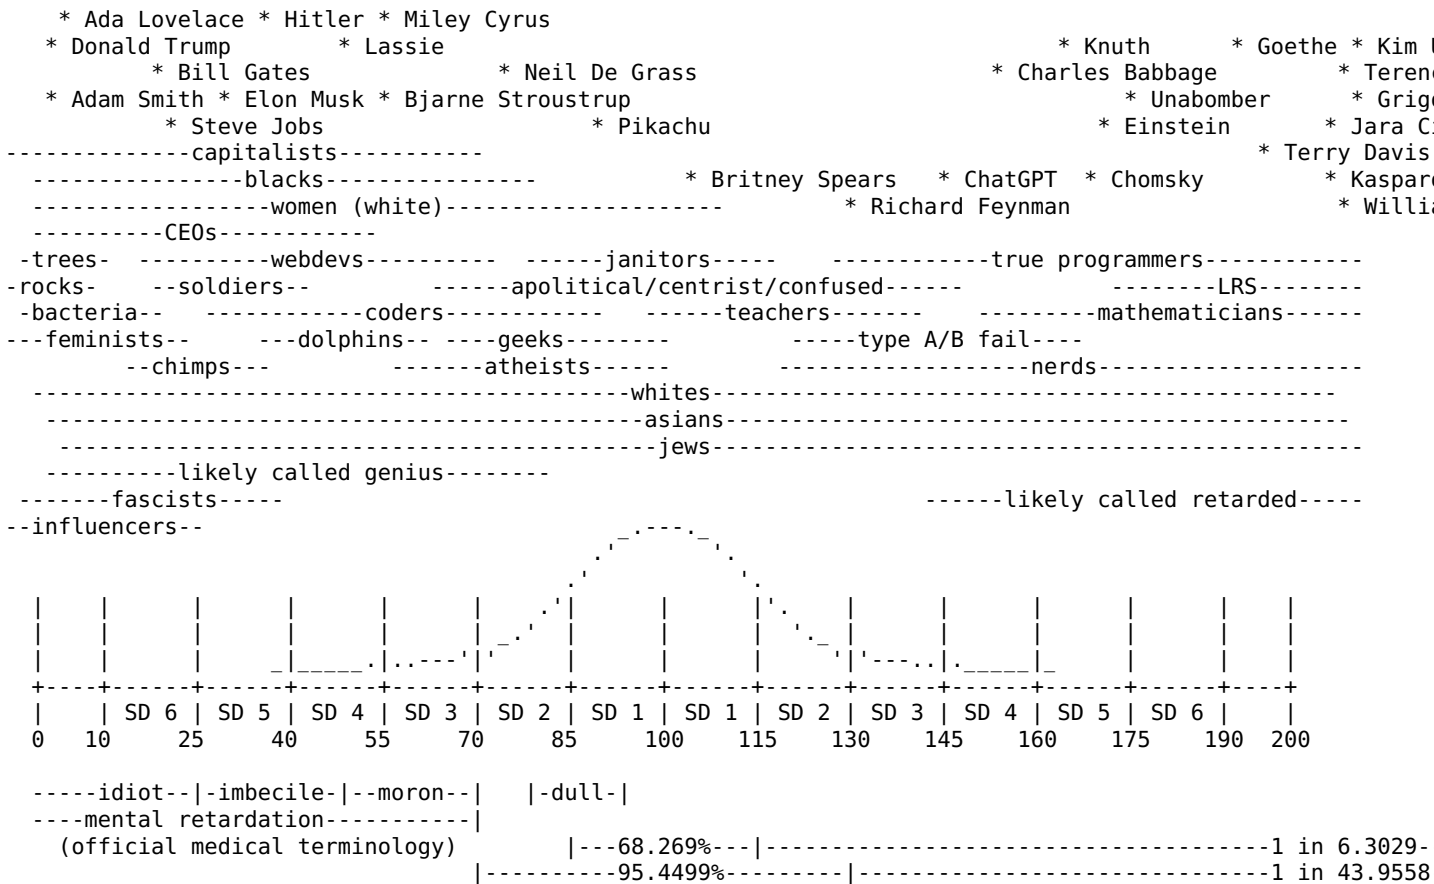 * Ada Lovelace * Hitler * Miley Cyrus
* Donald Trump * Lassie * Knuth * Goethe * Kim
* Bill Gates * Neil De Grass * Charles Babbage * Teren
* Adam Smith * Elon Musk * Bjarne Stroustrup * Unabomber * Grig
* Steve Jobs * Pikachu * Einstein * Jara C
--------------capitalists----------- * Terry Davis
----------------blacks---------------- * Britney Spears * ChatGPT * Chomsky * Kaspar
------------------women (white)--------------------- * Richard Feynman * Willi
----------CEOs------------
-trees- ----------webdevs---------- ------janitors----- ------------true programmers------------
-rocks- --soldiers-- ------apolitical/centrist/confused------ --------LRS--------
-bacteria-- ------------coders------------ ------teachers------- ---------mathematicians------
---feminists-- ---dolphins-- ----geeks-------- -----type A/B fail----
--chimps--- -------atheists------ -------------------nerds--------------------
---------------------------------------------whites-----------------------------------------------
---------------------------------------------asians-----------------------------------------------
---------------------------------------------jews-------------------------------------------------
----------likely called genius--------
-------fascists----- ------likely called retarded-----
--influencers--
| | SD 6 | SD 5 | SD 4 | SD 3 | SD 2 | SD 1 | SD 1 | SD 2 | SD 3 | SD 4 | SD 5 | SD 6 | |
0 10 25 40 55 70 85 100 115 130 145 160 175 190 200
-----idiot--|-imbecile-|--moron--| |-dull-|
----mental retardation-----------|
(official medical terminology) |---68.269%---|--------------------------------------1 in 6.3029-
|----------95.4499%---------|-------------------------------1 in 43.9558